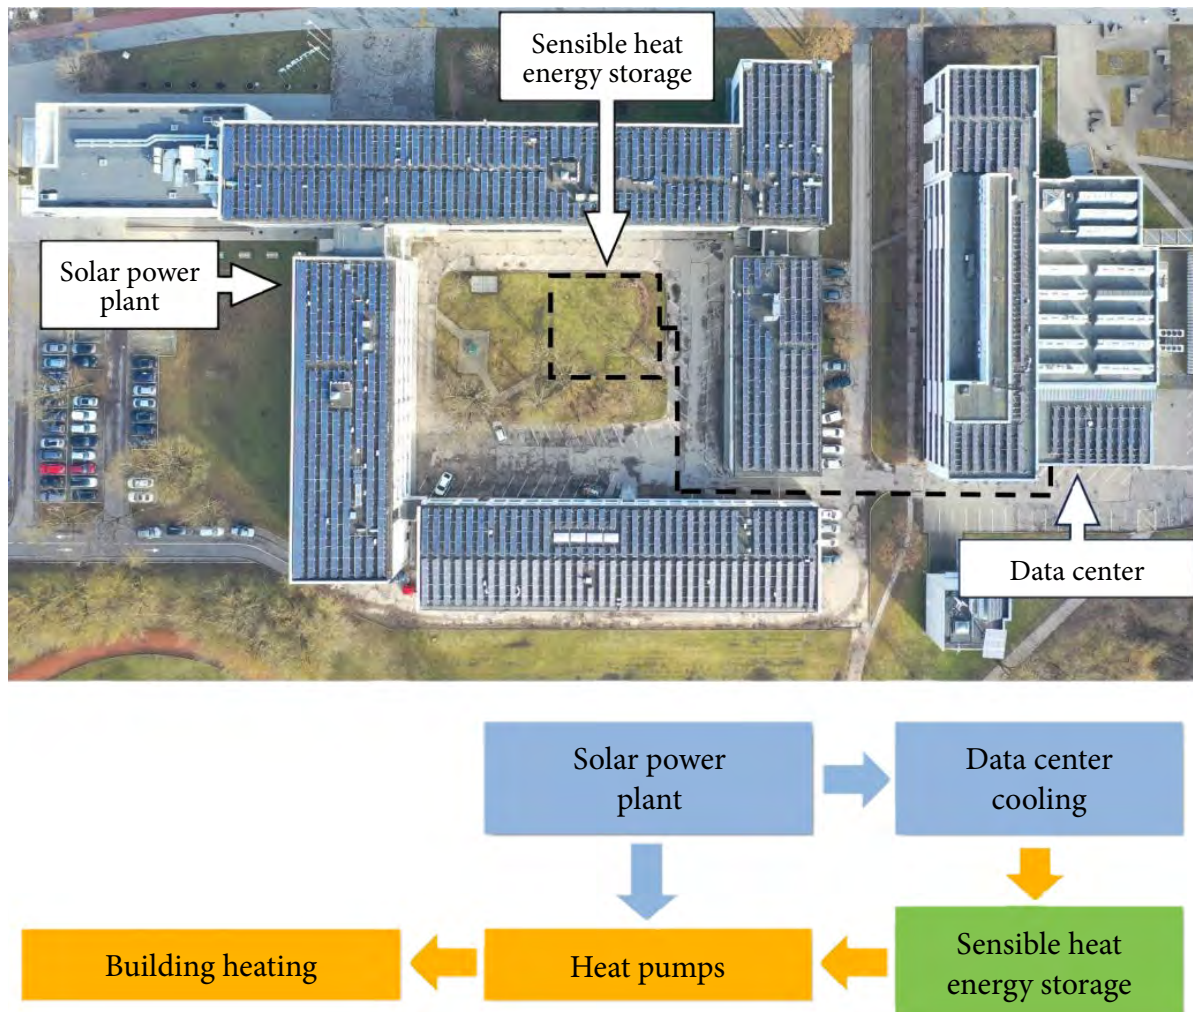 Sensible heat
energy storage
Solar power
plant
Data center
Solar power
plant
Data center
cooling
Building heating
Heat pumps
Sensible heat
energy storage